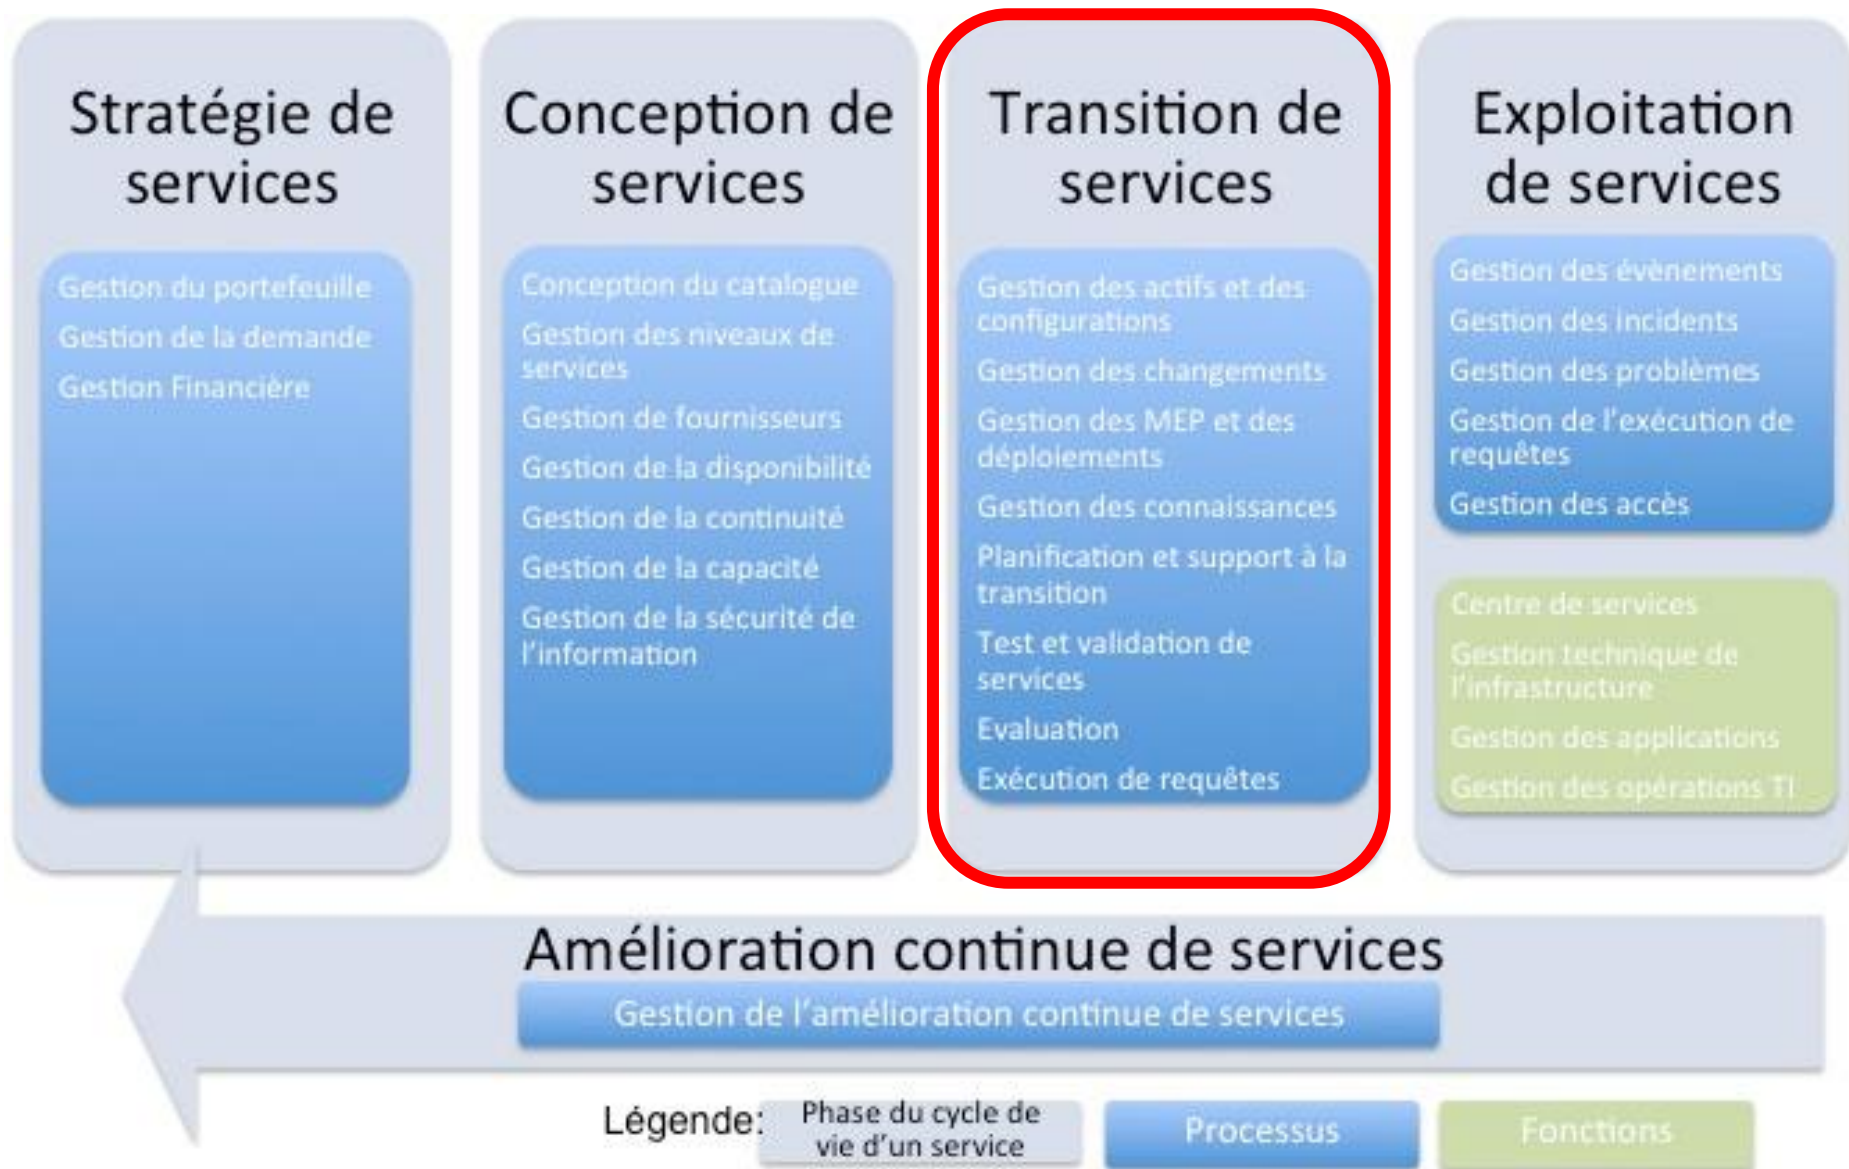 Stratégie de
services
Gestion du portefeuille
Gestion de la demande
Gestion Financière
Conception de
services
Conception du catalogue
Gestion des niveaux de
services
Gestion de fournisseurs
Gestion de la disponibilité
Gestion de la continuité
Gestion de la capacité
Gestion de la sécurité de
l'information
Transition de
services
Gestion des actifs et des
configurations
Gestion des changements
Gestion des MEP et des
déploiements
Gestion des connaissances
Planification et support à la
transition
Test et validation de
services
Evaluation
Exécution de requêtes
Exploitation
de services
Gestion des évènements
Gestion des incidents
Gestion des problèmes
Gestion de l'exécution de
requêtes
Gestion des accès
Centre de services
Gestion technique de
l'infrastructure
Gestion des applications
Gestion des opérations TI
Amélioration continue de services
Gestion de l'amélioration continue de services
Légende:
Phase du cycle de
vie d'un service
Processus
Fonctions